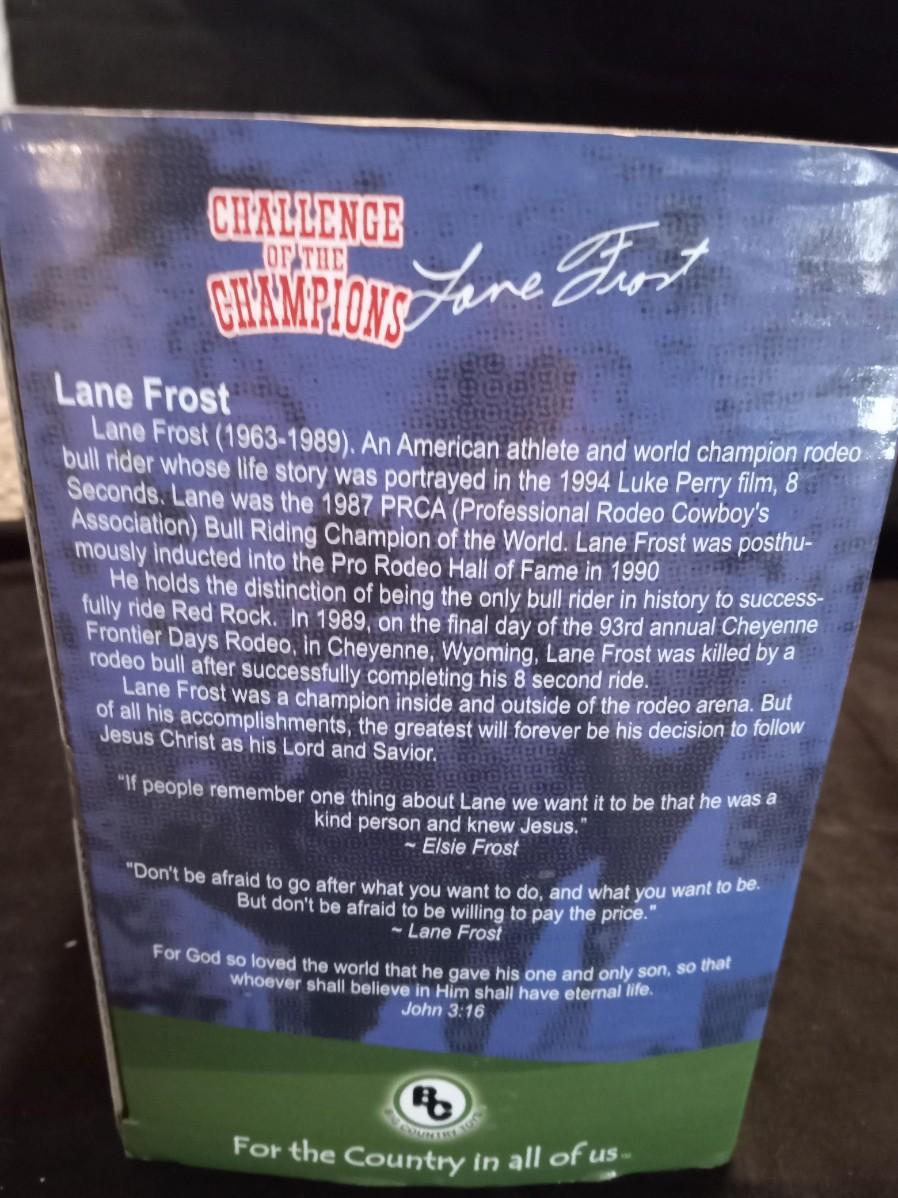 CHALLENGE
OF THE
CHAMPIONS
Lane Frost
Lane Frost
Lane Frost (1963-1989). An American athlete and world champion rodeo
bull rider whose life story was portrayed in the 1994 Luke Perry film, 8
Seconds. Lane was the 1987 PRCA (Professional Rodeo Cowboy's
Association) Bull Riding Champion of the World. Lane Frost was posthu-
mously inducted into the Pro Rodeo Hall of Fame in 1990
He holds the distinction of being the only bull rider in history to success-
fully ride Red Rock. In 1989, on the final day of the 93rd annual Cheyenne
Frontier Days Rodeo, in Cheyenne, Wyoming, Lane Frost was killed by a
rodeo bull after successfully completing his 8 second ride.
Lane Frost was a champion inside and outside of the rodeo arena. But
of all his accomplishments, the greatest will forever be his decision to follow
Jesus Christ as his Lord and Savior.
"If people remember one thing about Lane we want it to be that he was a
kind person and knew Jesus."
~ Elsie Frost
"Don't be afraid to go after what you want to do, and what you want to be.
But don't be afraid to be willing to pay the price."
~ Lane Frost
For God so loved the world that he gave his one and only son, so that
whoever shall believe in Him shall have eternal life.
John 3:16
BC
BIG COUNTRY TOYS
For the Country in all of us™